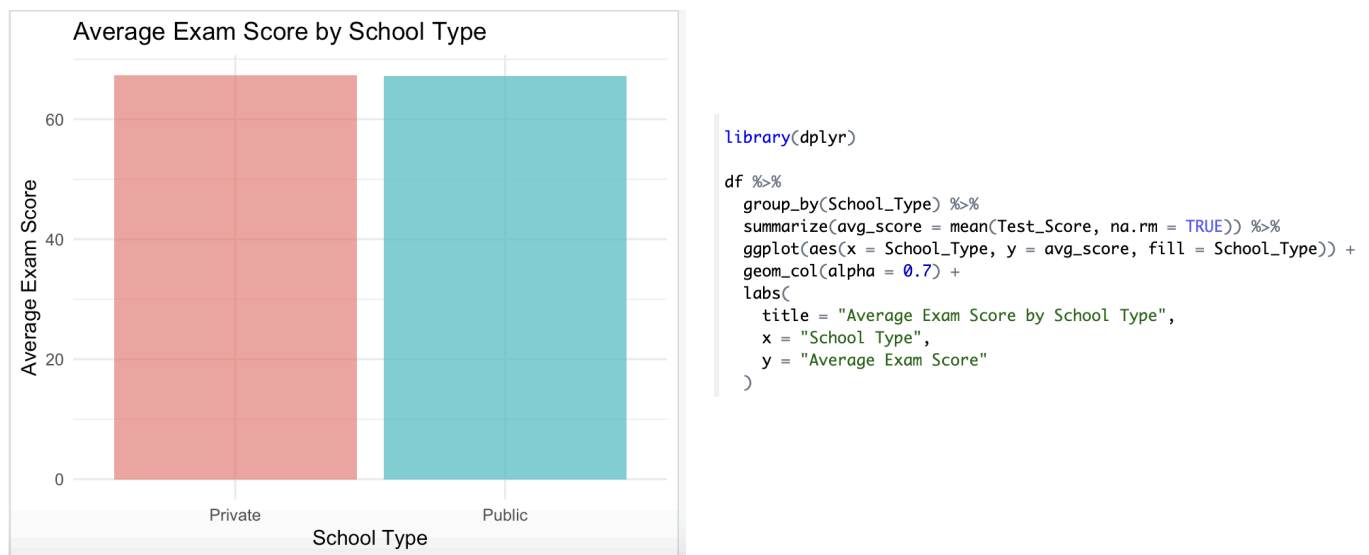 Average Exam Score by School Type
60
40
20
0
Average Exam Score
Private Public
School Type
library(dplyr)
df %>%
  group_by(School_Type) %>%
  summarize(avg_score = mean(Test_Score, na.rm = TRUE)) %>%
  ggplot(aes(x = School_Type, y = avg_score, fill = School_Type)) +
  geom_col(alpha = 0.7) +
  labs(
    title = "Average Exam Score by School Type",
    x = "School Type",
    y = "Average Exam Score"
  )